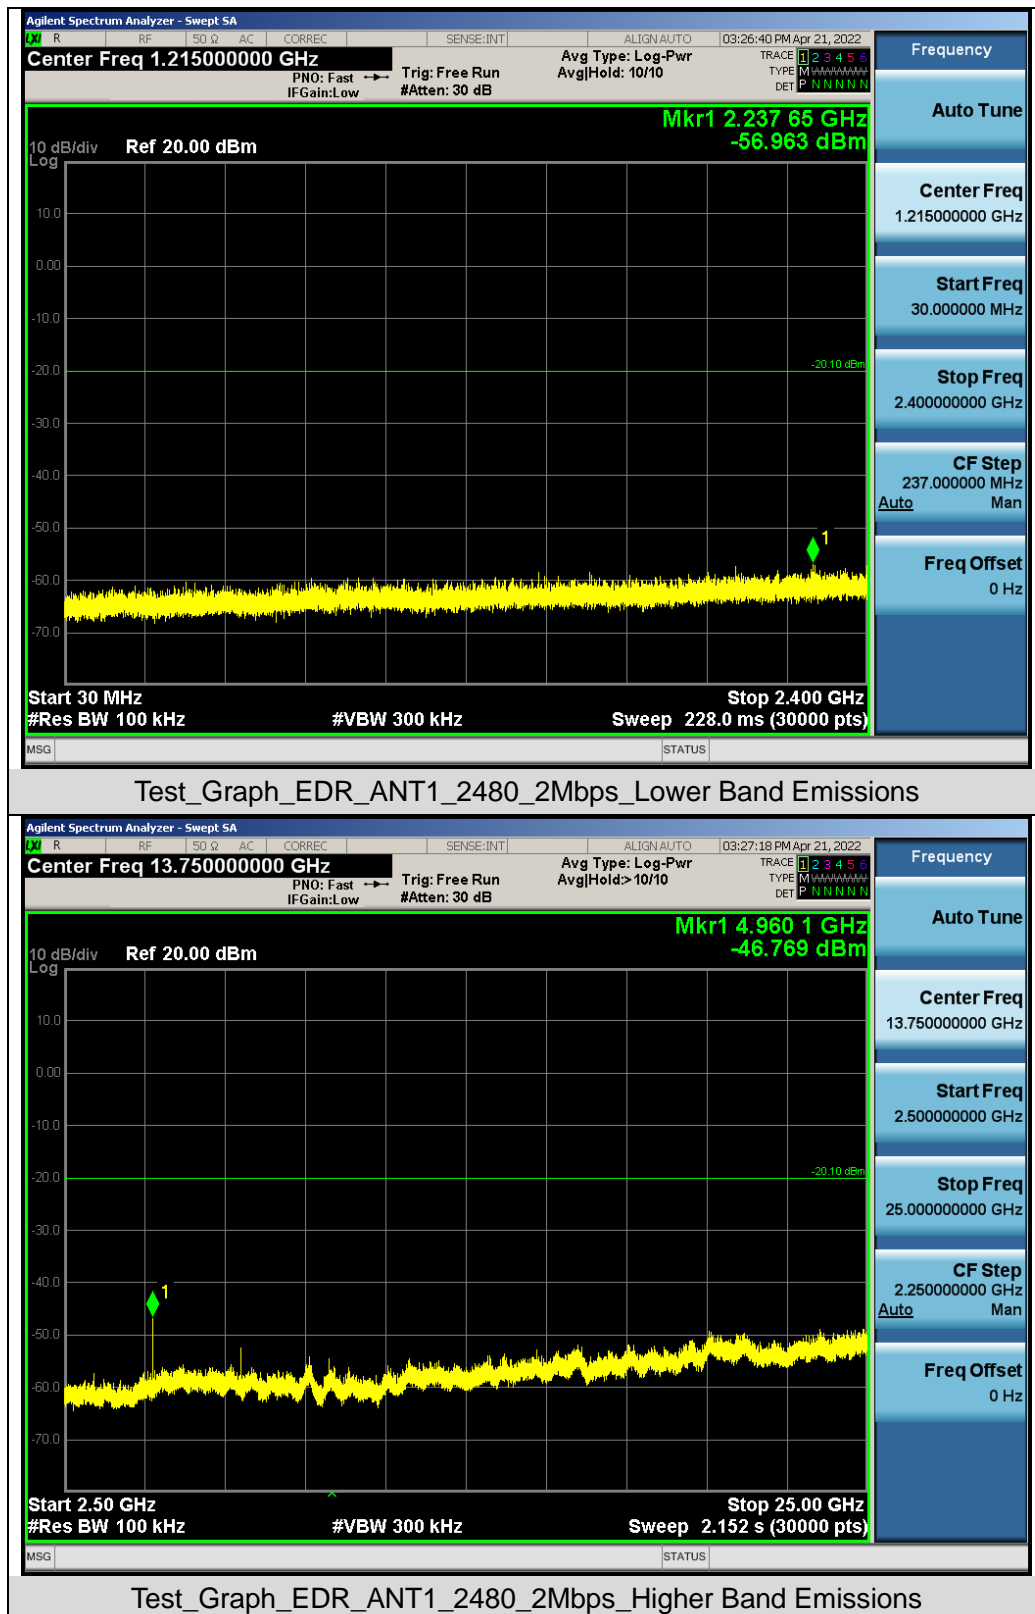 Agilent Spectrum Analyzer - Swept SA
LXI R RF 50 Ω AC CORREC SENSE:INT ALIGN AUTO 03:26:40 PM Apr 21, 2022
Center Freq 1.215000000 GHz
PNO: Fast
IFGain:Low
Trig: Free Run
#Atten: 30 dB
Avg Type: Log-Pwr
Avg|Hold: 10/10
TRACE 1 2 3 4 5 6
TYPE M WWWWW
DET P N N N N N
Mkr1 2.237 65 GHz
-56.963 dBm
10 dB/div Ref 20.00 dBm
Log
10.0
0.00
-10.0
-20.0
-20.10 dBm
-30.0
-40.0
-50.0
1
-60.0
-70.0
Start 30 MHz Stop 2.400 GHz
#Res BW 100 kHz #VBW 300 kHz Sweep 228.0 ms (30000 pts)
MSG STATUS
Frequency
Auto Tune
Center Freq
1.215000000 GHz
Start Freq
30.000000 MHz
Stop Freq
2.400000000 GHz
CF Step
237.000000 MHz
Auto Man
Freq Offset
0 Hz
Test_Graph_EDR_ANT1_2480_2Mbps_Lower Band Emissions
Agilent Spectrum Analyzer - Swept SA
LXI R RF 50 Ω AC CORREC SENSE:INT ALIGN AUTO 03:27:18 PM Apr 21, 2022
Center Freq 13.750000000 GHz
PNO: Fast
IFGain:Low
Trig: Free Run
#Atten: 30 dB
Avg Type: Log-Pwr
Avg|Hold:> 10/10
TRACE 1 2 3 4 5 6
TYPE M WWWWW
DET P N N N N N
Mkr1 4.960 1 GHz
-46.769 dBm
10 dB/div Ref 20.00 dBm
Log
10.0
0.00
-10.0
-20.0
-20.10 dBm
-30.0
-40.0
1
-50.0
-60.0
-70.0
Start 2.50 GHz Stop 25.00 GHz
#Res BW 100 kHz #VBW 300 kHz Sweep 2.152 s (30000 pts)
MSG STATUS
Frequency
Auto Tune
Center Freq
13.750000000 GHz
Start Freq
2.500000000 GHz
Stop Freq
25.000000000 GHz
CF Step
2.250000000 GHz
Auto Man
Freq Offset
0 Hz
Test_Graph_EDR_ANT1_2480_2Mbps_Higher Band Emissions